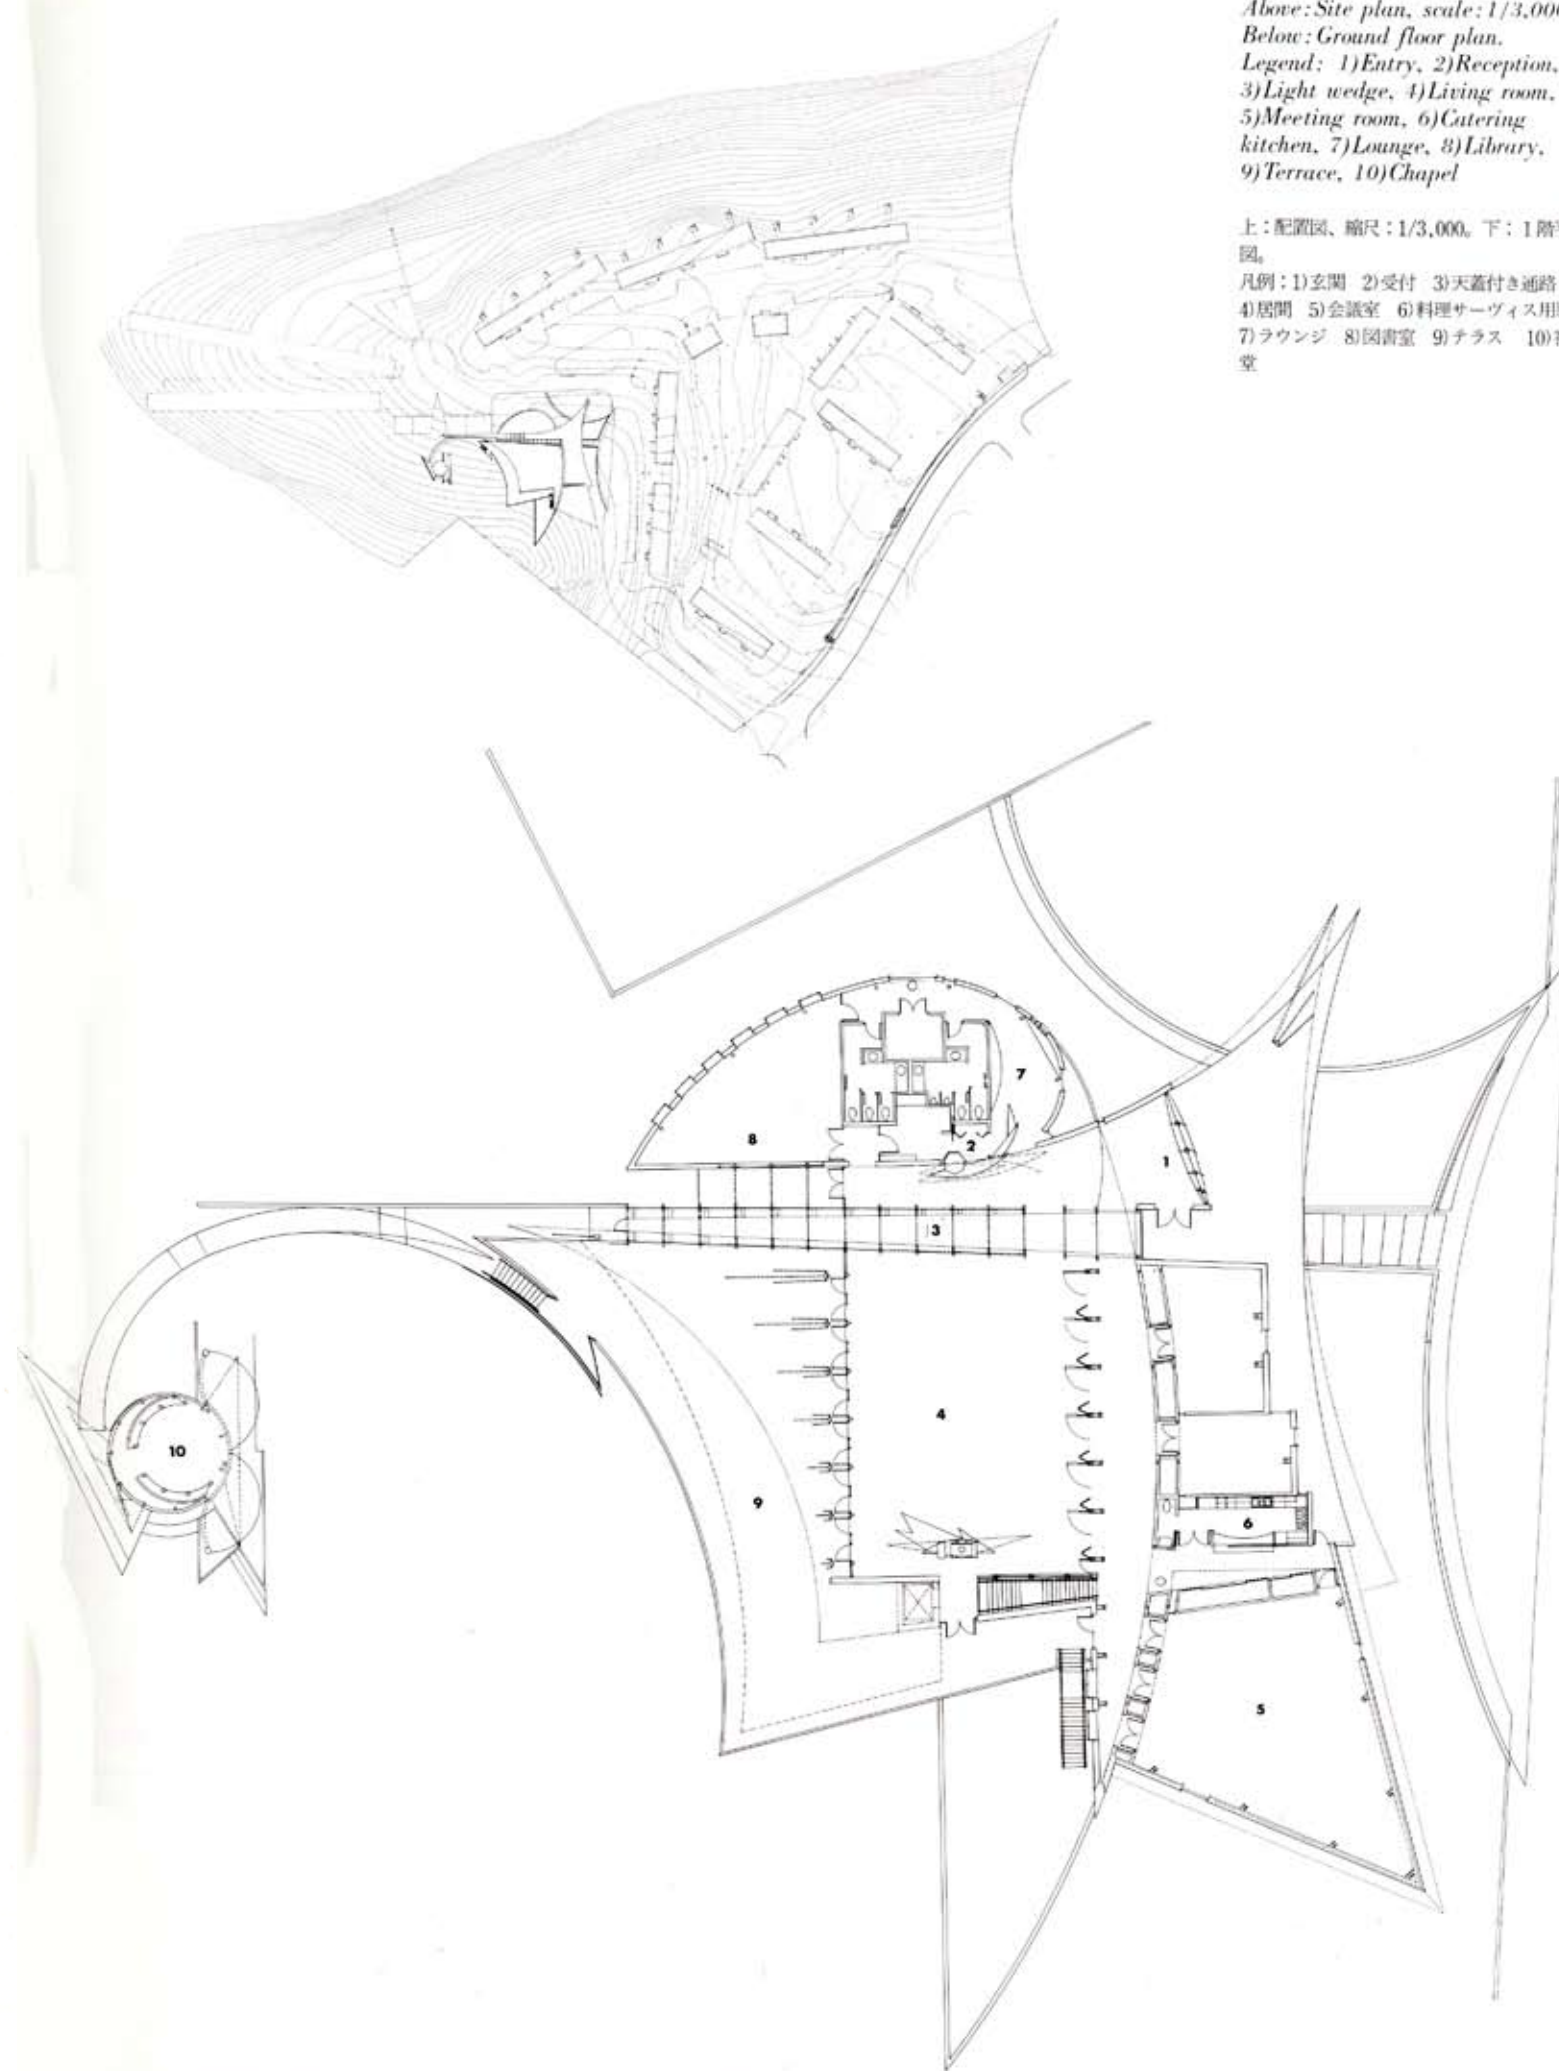 Above: Site plan, scale: 1/3,000
Below: Ground floor plan.
Legend: 1)Entry, 2)Reception,
3)Light wedge, 4)Living room,
5)Meeting room, 6)Catering
kitchen, 7)Lounge, 8)Library,
9)Terrace, 10)Chapel
上：配置図、縮尺：1/3,000。下：1階
図。
凡例：1)玄関 2)受付 3)天蓋付き通路
4)居間 5)会議室 6)料理サーヴィス用
7)ラウンジ 8)図書室 9)テラス 10)
堂
7
8
2
1
3
4
10
9
6
5